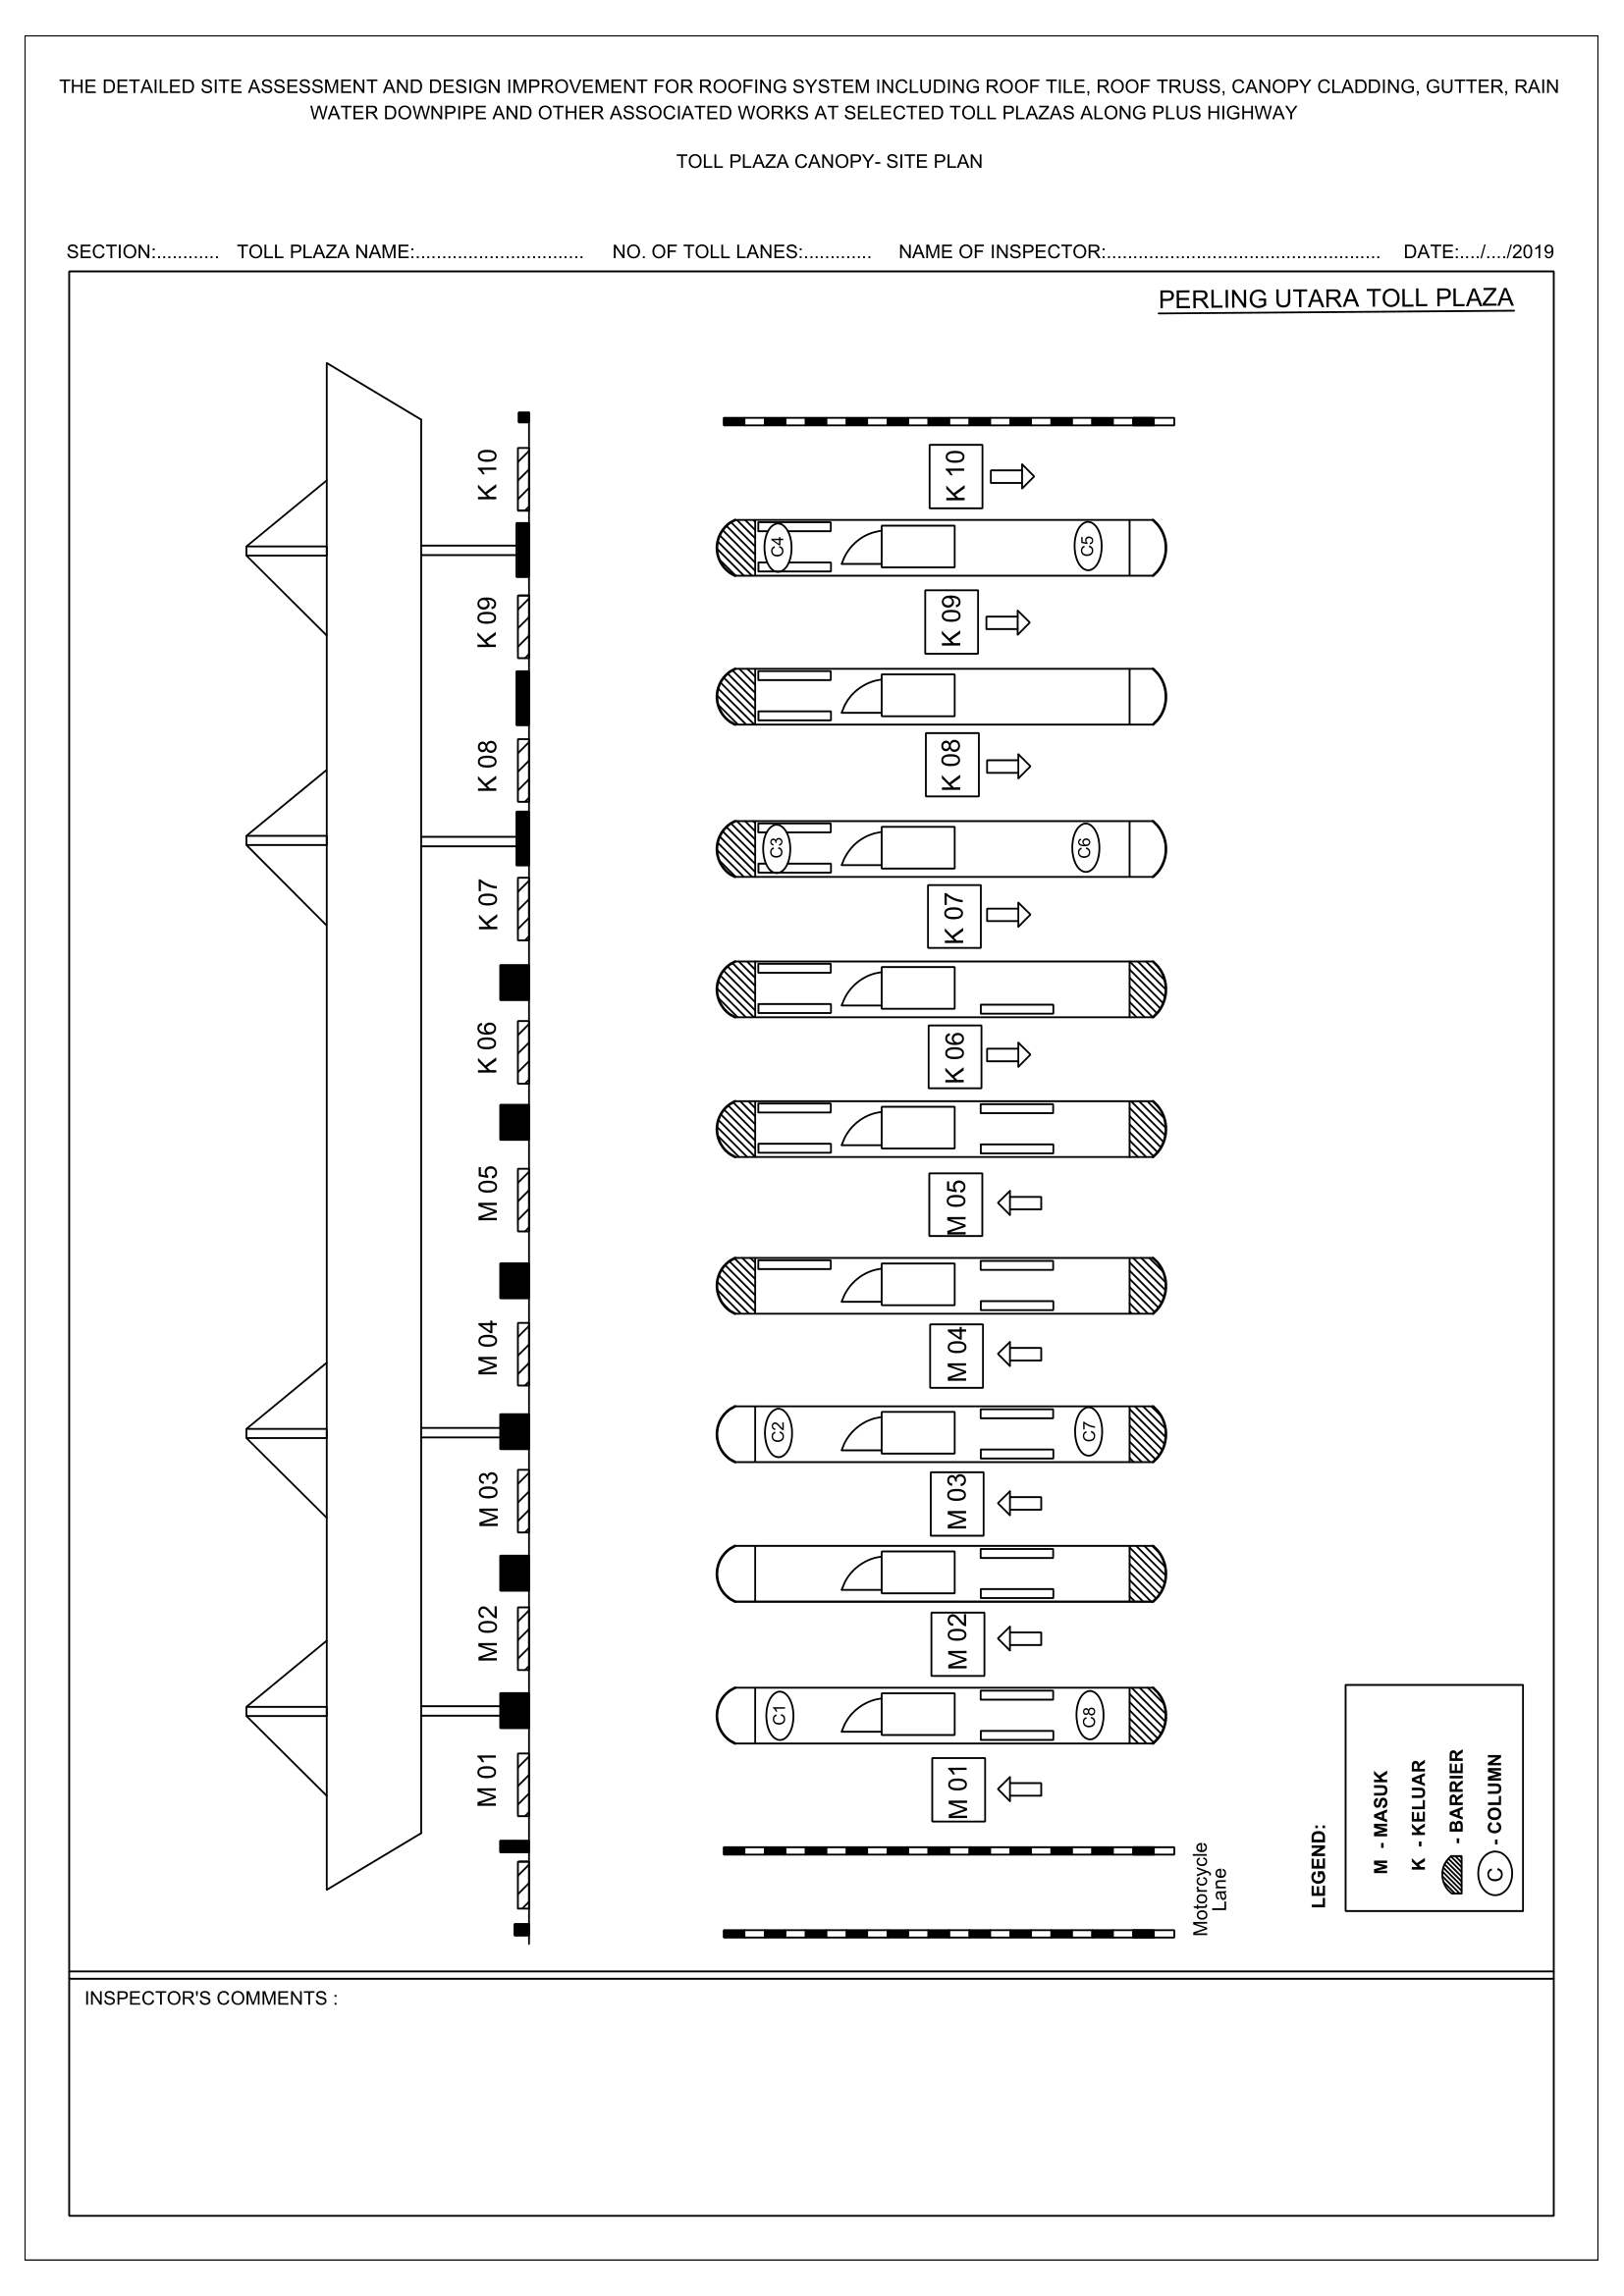 THE DETAILED SITE ASSESSMENT AND DESIGN IMPROVEMENT FOR ROOFING SYSTEM INCLUDING ROOF TILE, ROOF TRUSS, CANOPY CLADDING, GUTTER, RAIN
WATER DOWNPIPE AND OTHER ASSOCIATED WORKS AT SELECTED TOLL PLAZAS ALONG PLUS HIGHWAY
TOLL PLAZA CANOPY- SITE PLAN
SECTION:............ TOLL PLAZA NAME:................................ NO. OF TOLL LANES:............. NAME OF INSPECTOR:.................................................... DATE:..../..../2019
PERLING UTARA TOLL PLAZA
K 10
K 09
K 08
K 07
K 06
M 05
M 04
M 03
M 02
M 01
K 10
C4
C5
K 09
K 08
C3
C6
K 07
K 06
M 05
M 04
C2
C7
M 03
M 02
C1
C8
M 01
Motorcycle
Lane
LEGEND:
M - MASUK
K - KELUAR
- BARRIER
C - COLUMN
INSPECTOR'S COMMENTS :